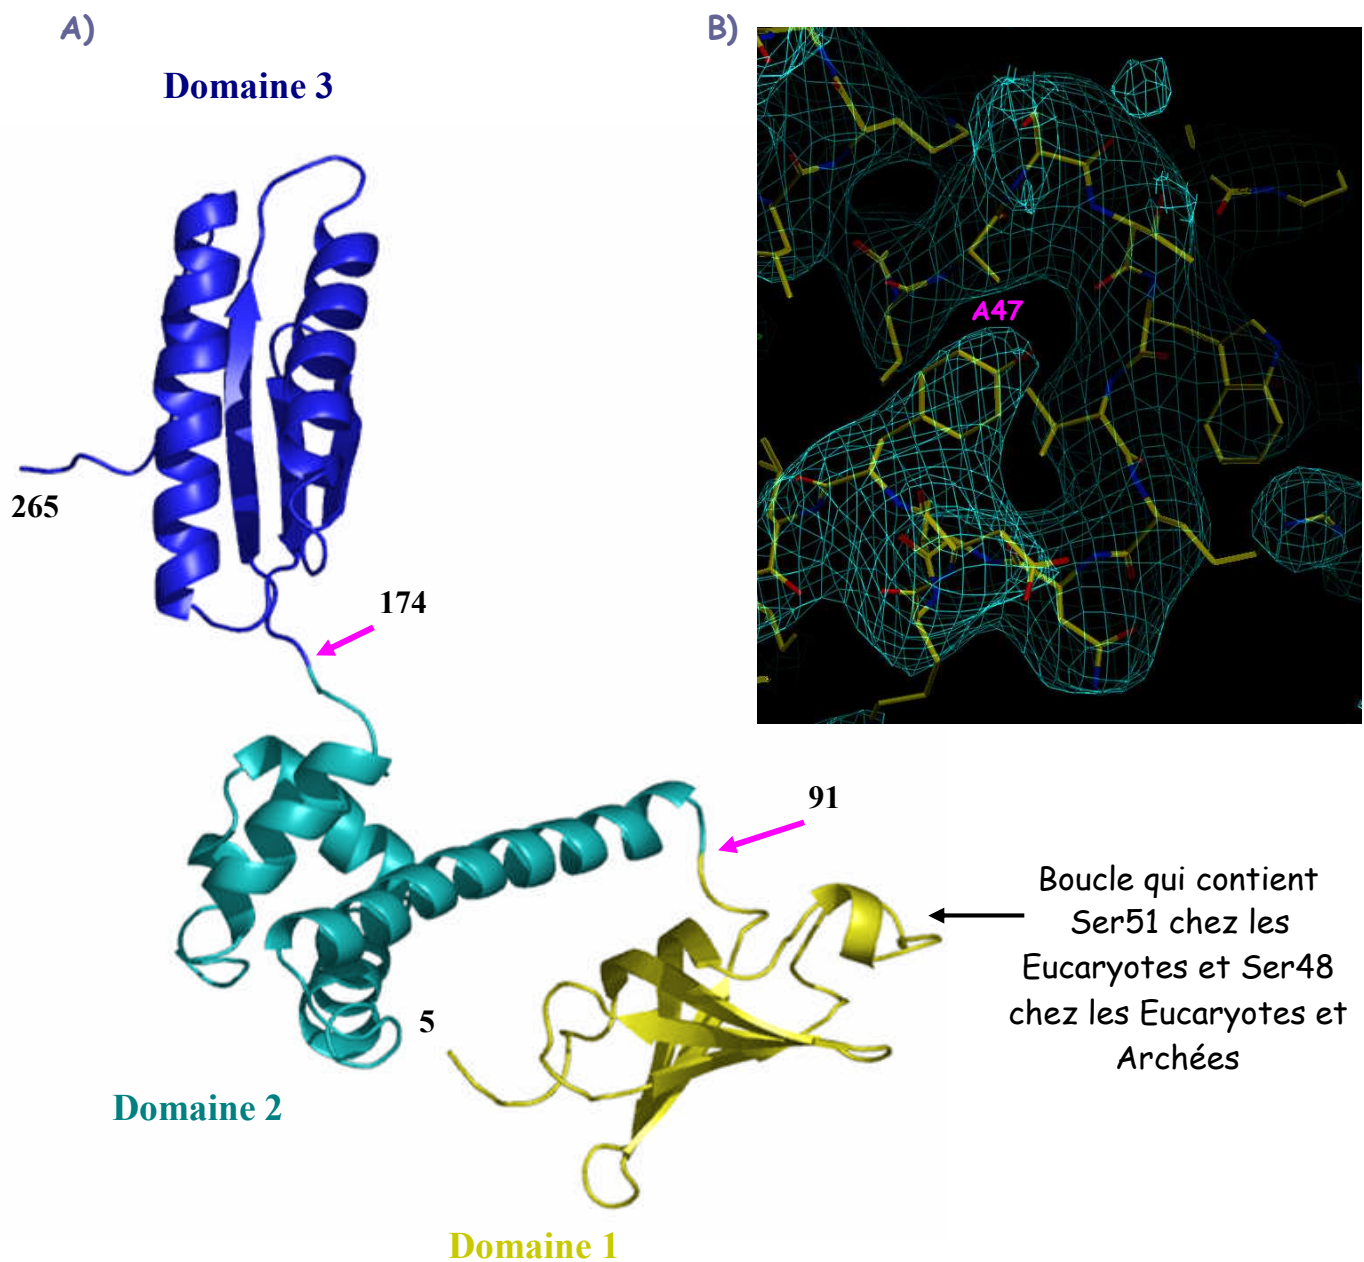 A)
B)
Domaine 3
A47
265
174
91
Boucle qui contient
Ser51 chez les
Eucaryotes et Ser48
chez les Eucaryotes et
Archées
5
Domaine 2
Domaine 1